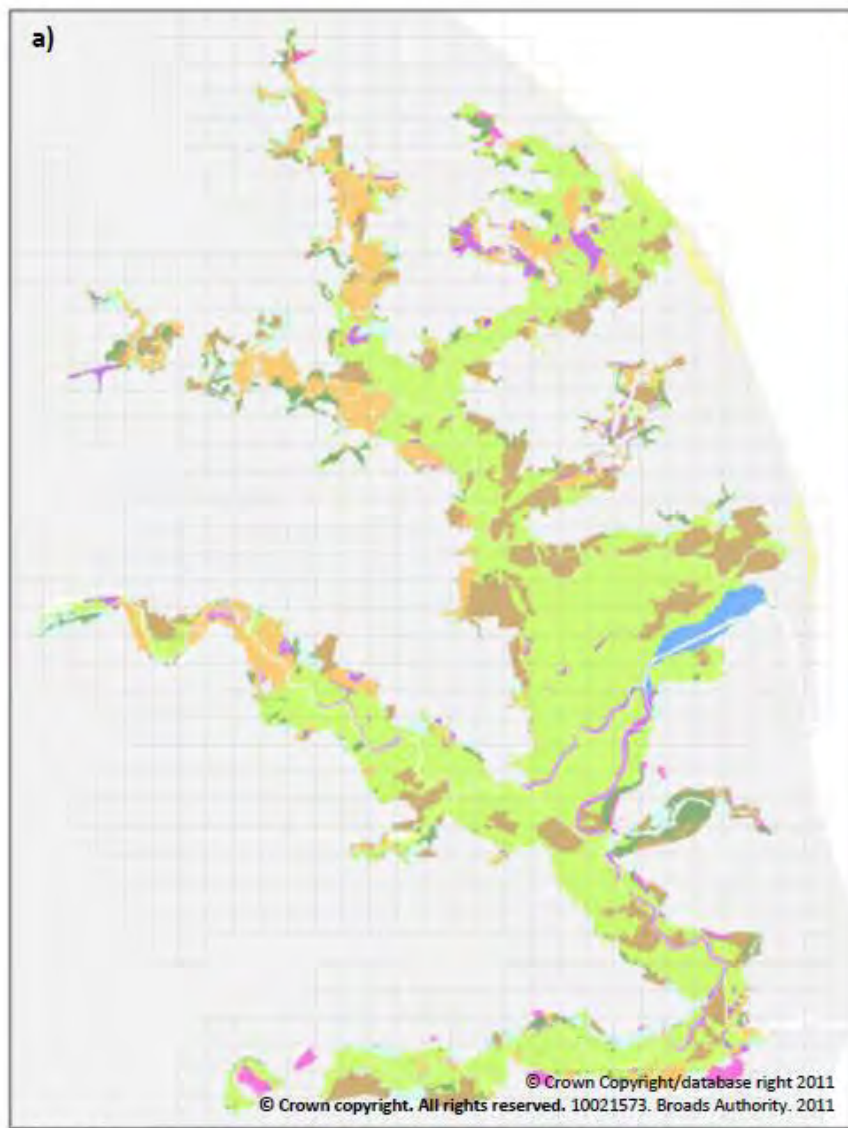 a)
© Crown Copyright/database right 2011
© Crown copyright. All rights reserved. 10021573. Broads Authority. 2011